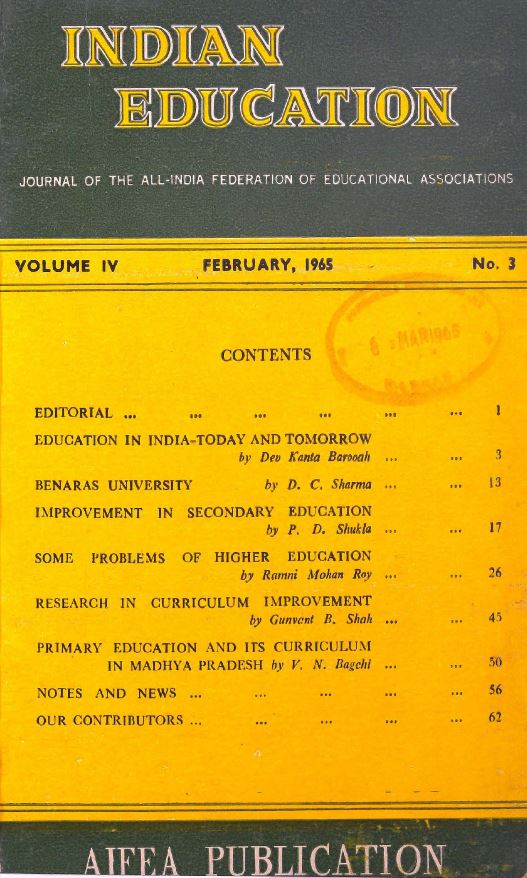 INDIAN
EDUCATION
JOURNAL OF THE ALL-INDIA FEDERATION OF EDUCATIONAL ASSOCIATIONS
VOLUME IV FEBRUARY, 1965 No. 3
6 MAR 1965
CONTENTS
EDITORIAL ... ... ... ... ... ... 1
EDUCATION IN INDIA-TODAY AND TOMORROW
by Dev Kanta Barooah ... ... 3
BENARAS UNIVERSITY by D. C. Sharma ... ... 13
IMPROVEMENT IN SECONDARY EDUCATION
by P. D. Shukla ... ... 17
SOME PROBLEMS OF HIGHER EDUCATION
by Ramni Mohan Roy ... ... 26
RESEARCH IN CURRICULUM IMPROVEMENT
by Gunvent B. Shah ... ... 45
PRIMARY EDUCATION AND ITS CURRICULUM
IN MADHYA PRADESH by V. N. Bagchi ... ... 50
NOTES AND NEWS ... ... ... ... ... 56
OUR CONTRIBUTORS ... ... ... ... ... 62
AIFEA PUBLICATION